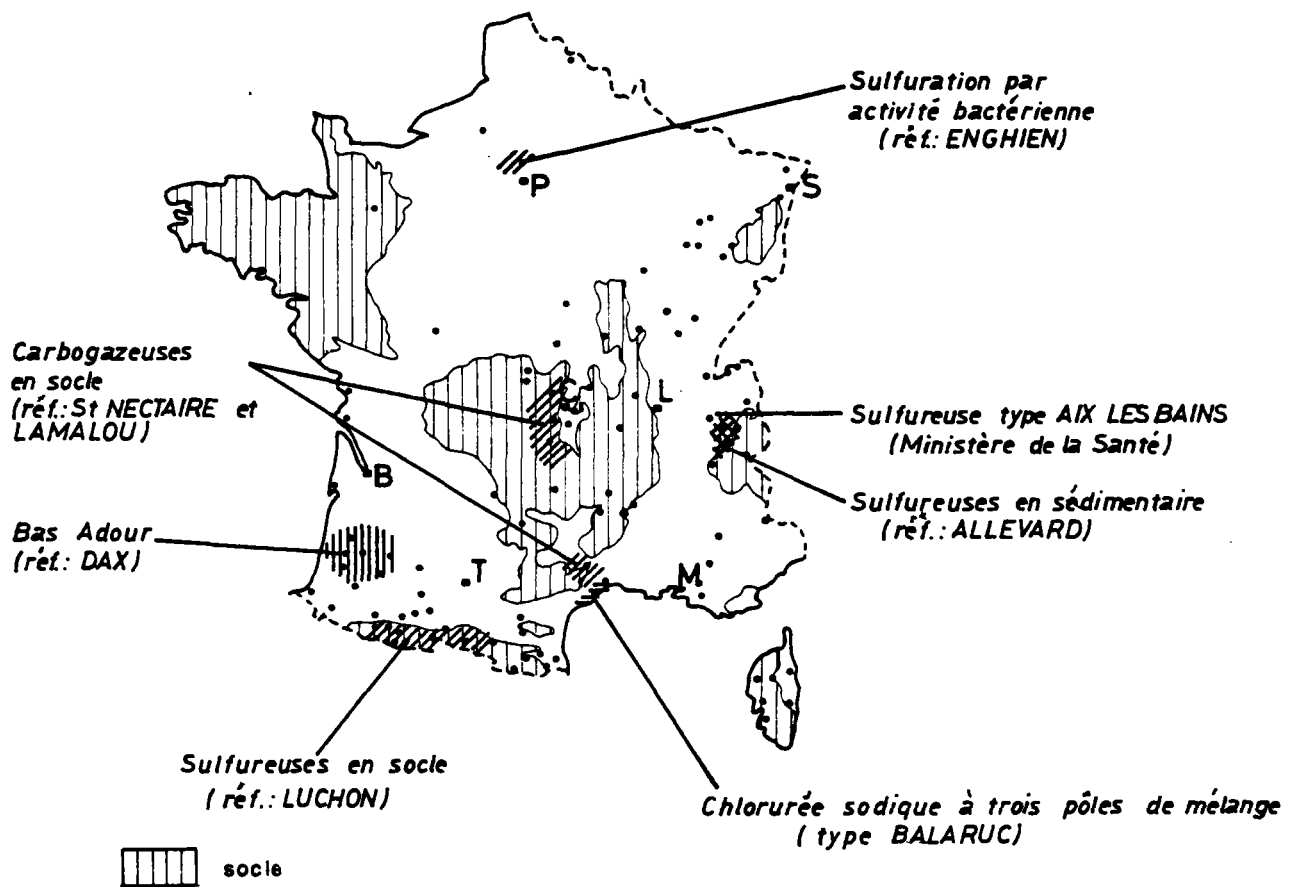 Sulfuration par
activité bactérienne
(réf.: ENGHIEN)
P
S
Carbogazeuses
en socle
(réf.: St NECTAIRE et
LAMALOU)
L
Sulfureuse type AIX LES BAINS
(Ministère de la Santé)
B
Sulfureuses en sédimentaire
(réf.: ALLEVARD)
Bas Adour
(réf.: DAX)
T
M
Sulfureuses en socle
(réf.: LUCHON)
Chlorurée sodique à trois pôles de mélange
(type BALARUC)
socle